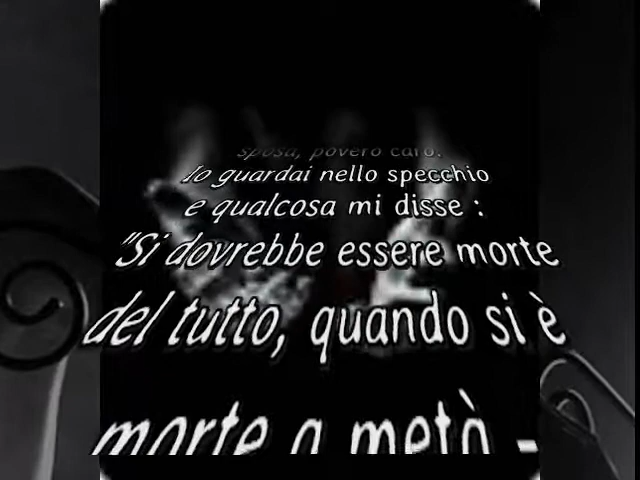 sposa, povero caro.
Io guardai nello specchio
e qualcosa mi disse :
"Si dovrebbe essere morte
del tutto, quando si è
morte a metà -